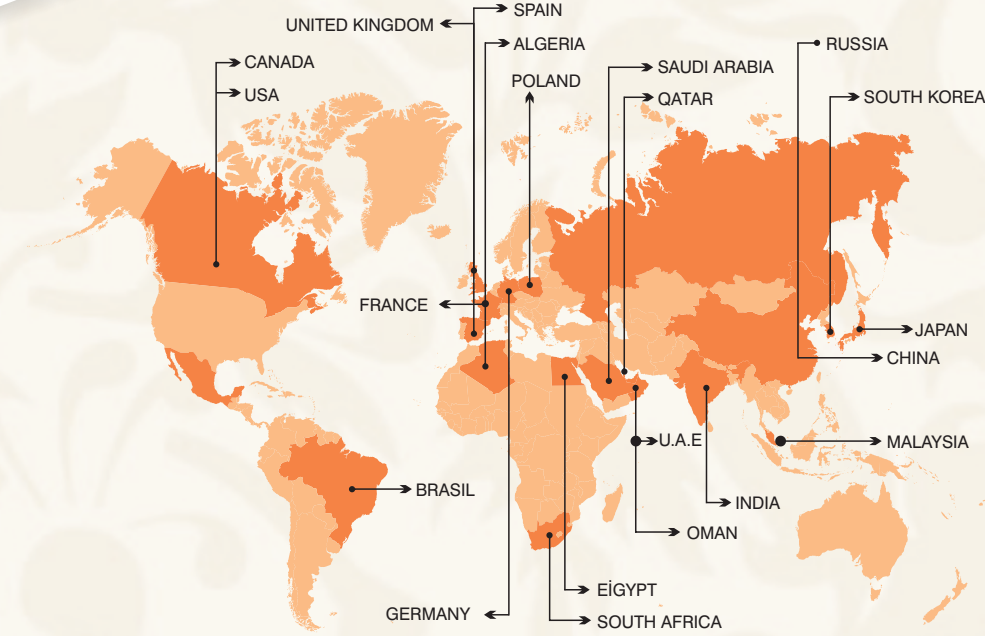 SPAIN
UNITED KINGDOM
ALGERIA
RUSSIA
CANADA
SAUDI ARABIA
POLAND
USA
QATAR
SOUTH KOREA
FRANCE
JAPAN
CHINA
U.A.E
MALAYSIA
BRASIL
INDIA
OMAN
EİGYPT
GERMANY
SOUTH AFRICA